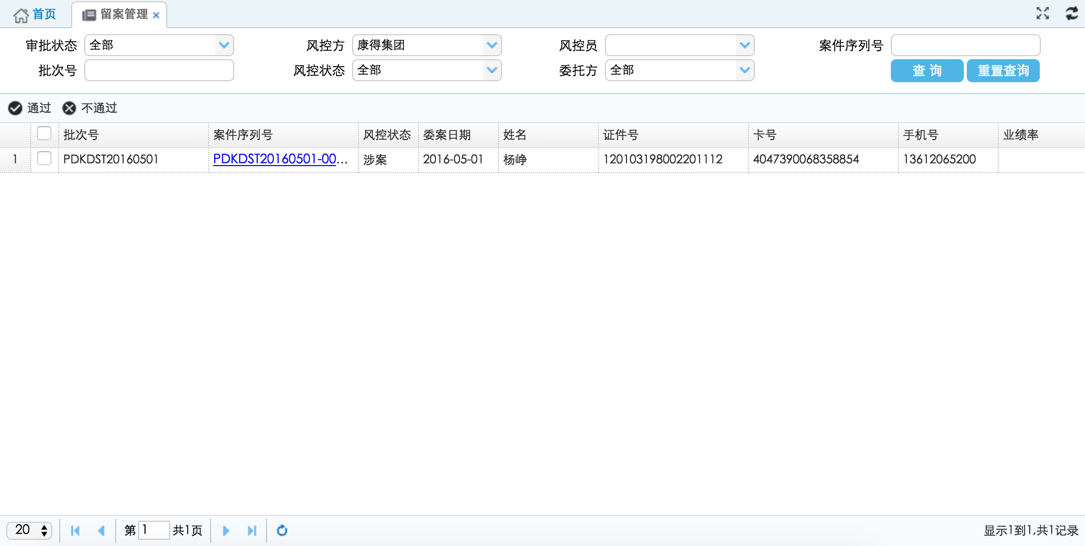 首页 留案管理 ×
审批状态 全部 风控方 康得集团 风控员 案件序列号
批次号 风控状态 全部 委托方 全部 查 询 重置查询
通过 不通过
批次号 案件序列号 风控状态 委案日期 姓名 证件号 卡号 手机号 业绩率
1 PDKDST20160501 PDKDST20160501-00... 涉案 2016-05-01 杨峥 120103198002201112 4047390068358854 13612065200
20 第 1 共1页 显示1到1,共1记录